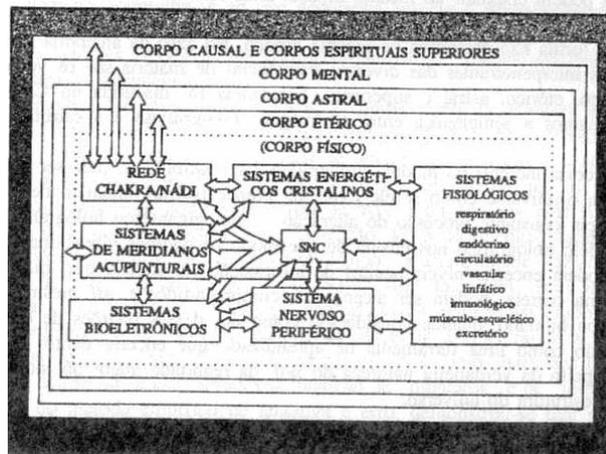 CORPO CAUSAL E CORPOS ESPIRITUAIS SUPERIORES
CORPO MENTAL
CORPO ASTRAL
CORPO ETÉRICO
(CORPO FÍSICO)
REDE
CHAKRA/NÁDI
SISTEMAS ENERGÉTI-
COS CRISTALINOS
SISTEMAS
FISIOLÓGICOS
respiratório
digestivo
endócrino
circulatório
vascular
linfático
imunológico
músculo-esquelético
excretório
SISTEMAS
DE MERIDIANOS
ACUPUNTURAIS
SNC
SISTEMAS
BIOELETRÔNICOS
SISTEMA
NERVOSO
PERIFÉRICO